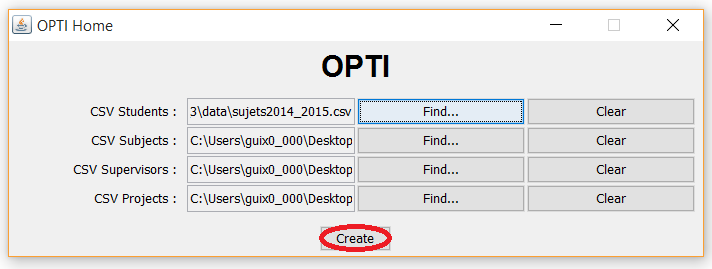 OPTI Home
OPTI
CSV Students : 3\data\sujets2014_2015.csv Find... Clear
CSV Subjects : C:\Users\guix0_000\Desktop Find... Clear
CSV Supervisors : C:\Users\guix0_000\Desktop Find... Clear
CSV Projects : C:\Users\guix0_000\Desktop Find... Clear
Create